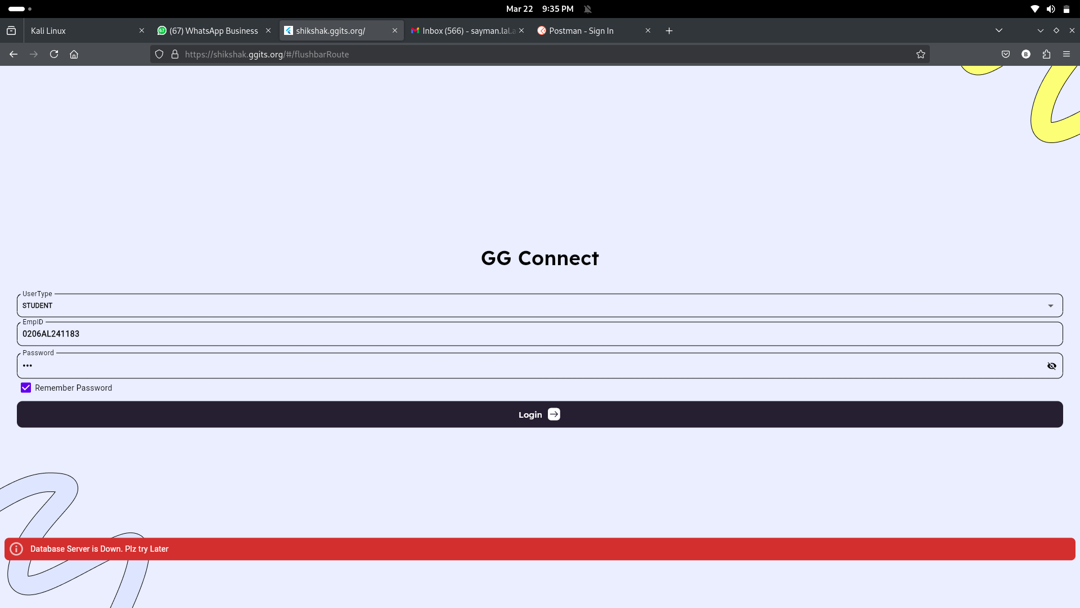 Mar 22 9:35 PM
Kali Linux
(67) WhatsApp Business
shikshak.ggits.org/
Inbox (566) - sayman.lal
Postman - Sign In
https://shikshak.ggits.org/#/flushbarRoute
GG Connect
UserType
STUDENT
EmpID
0206AL241183
Password
•••
Remember Password
Login
Database Server is Down. Plz try Later